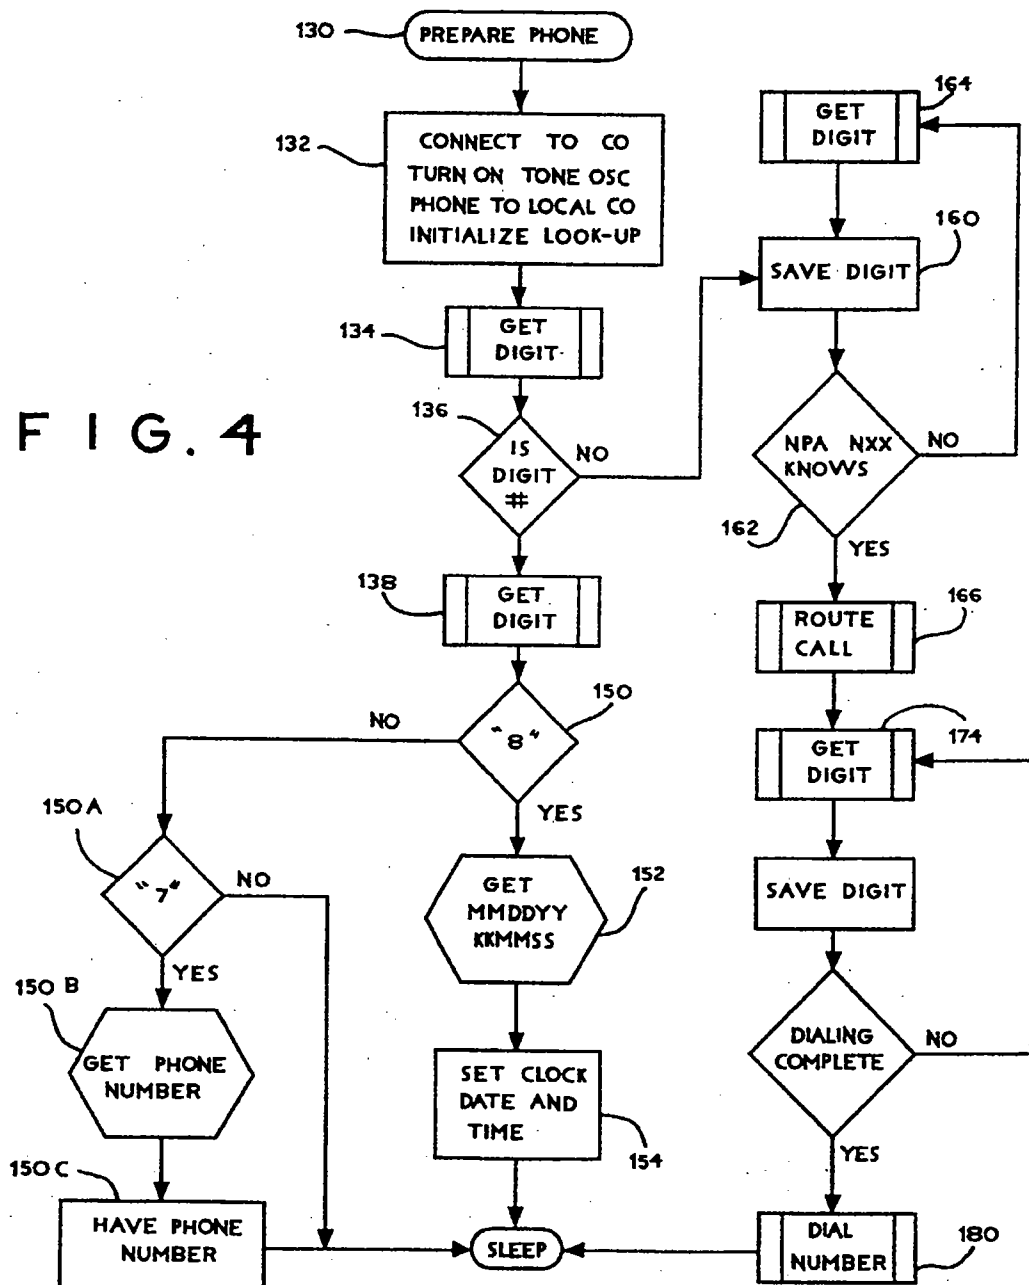 130
PREPARE PHONE
132
CONNECT TO CO
TURN ON TONE OSC
PHONE TO LOCAL CO
INITIALIZE LOOK-UP
134
GET
DIGIT
136
IS
DIGIT
#
NO
FIG. 4
138
GET
DIGIT
150
"8"
NO
YES
150A
"7"
NO
YES
150B
GET PHONE
NUMBER
150C
HAVE PHONE
NUMBER
152
GET
MMDDYY
KKMMSS
SET CLOCK
DATE AND
TIME
154
SLEEP
164
GET
DIGIT
160
SAVE DIGIT
NPA NXX
KNOWS
NO
162
YES
166
ROUTE
CALL
174
GET
DIGIT
SAVE DIGIT
DIALING
COMPLETE
NO
YES
DIAL
NUMBER
180